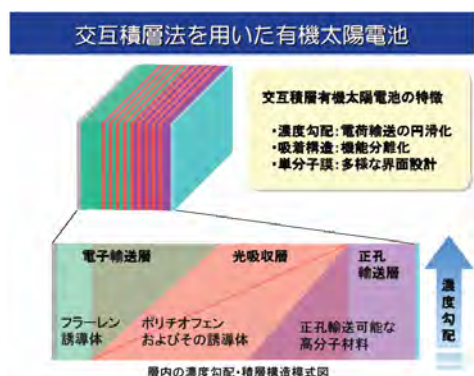 交互積層法を用いた有機太陽電池
交互積層有機太陽電池の特徴
・濃度勾配：電荷輸送の円滑化
・吸着構造：機能分離化
・単分子膜：多様な界面設計
電子輸送層
光吸収層
正孔
輸送層
フラーレン
誘導体
ポリチオフェン
およびその誘導体
正孔輸送可能な
高分子材料
濃度勾配
層内の濃度勾配・積層構造模式図